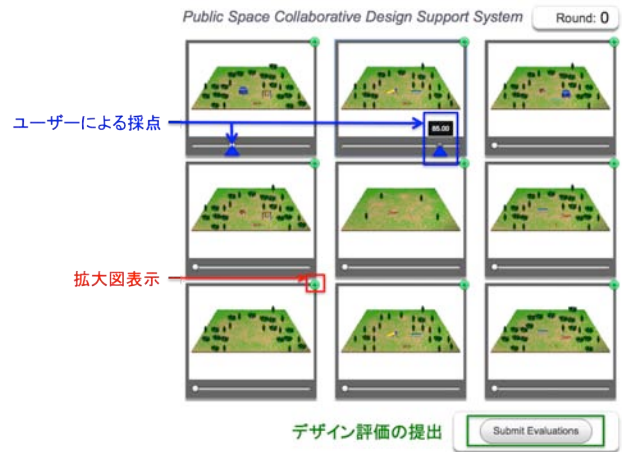 Public Space Collaborative Design Support System
Round: 0
ユーザーによる採点
85.00
拡大図表示
デザイン評価の提出
Submit Evaluations